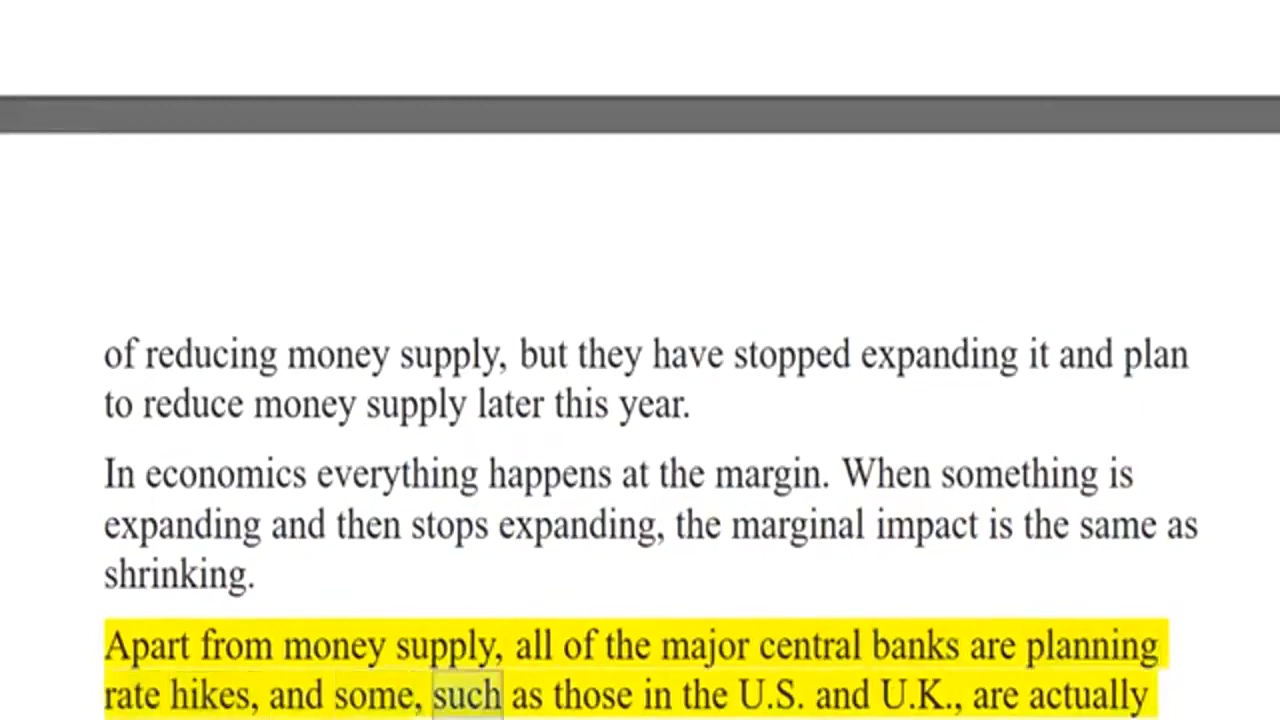 of reducing money supply, but they have stopped expanding it and plan
to reduce money supply later this year.
In economics everything happens at the margin. When something is
expanding and then stops expanding, the marginal impact is the same as
shrinking.
Apart from money supply, all of the major central banks are planning
rate hikes, and some, such as those in the U.S. and U.K., are actually